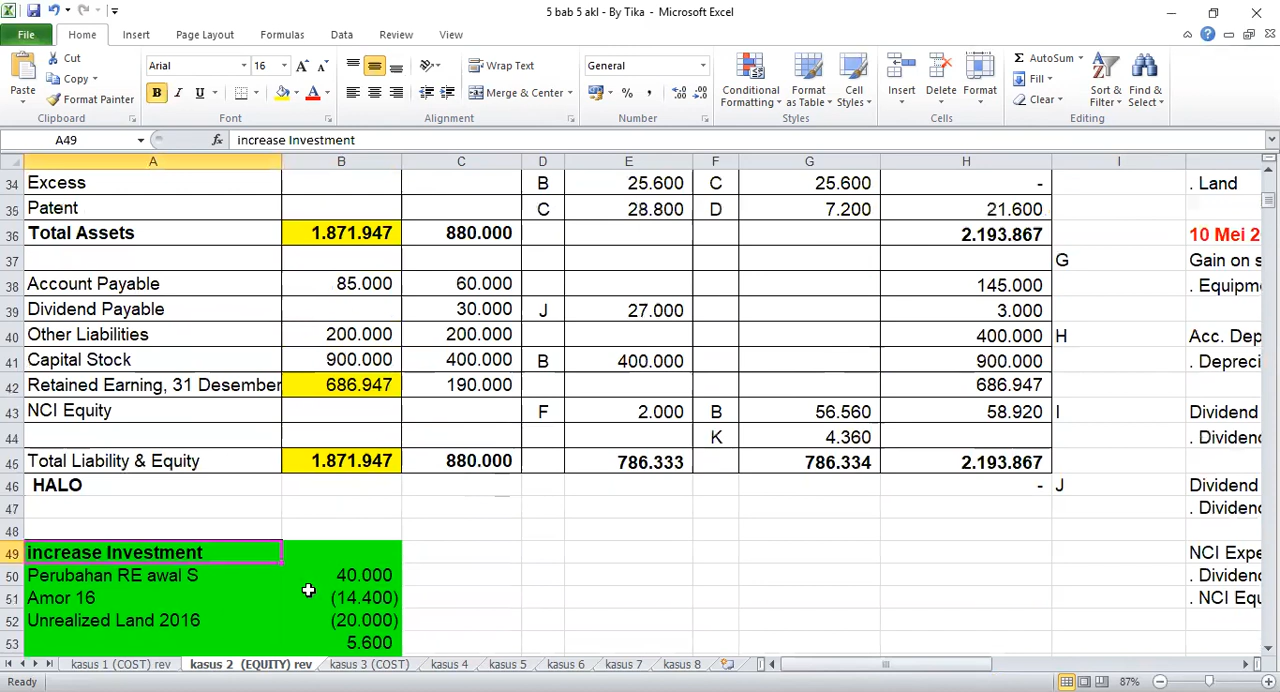 5 bab 5 akl - By Tika - Microsoft Excel
File Home Insert Page Layout Formulas Data Review View
Cut
Copy
Format Painter
Paste
Clipboard
Arial 16
B I U
Font
Wrap Text
Merge & Center
Alignment
General
Number
Conditional Formatting
Format as Table
Cell Styles
Styles
Insert Delete Format
Cells
AutoSum
Fill
Clear
Sort & Filter
Find & Select
Editing
A49 fx increase Investment
A B C D E F G H I
34 Excess B 25.600 C 25.600 - . Land
35 Patent C 28.800 D 7.200 21.600
36 Total Assets 1.871.947 880.000 2.193.867 10 Mei 2
37 G Gain on s
38 Account Payable 85.000 60.000 145.000 . Equipm
39 Dividend Payable 30.000 J 27.000 3.000
40 Other Liabilities 200.000 200.000 400.000 H Acc. Dep
41 Capital Stock 900.000 400.000 B 400.000 900.000 . Depreci
42 Retained Earning, 31 Desember 686.947 190.000 686.947
43 NCI Equity F 2.000 B 56.560 58.920 I Dividend
44 K 4.360 . Dividen
45 Total Liability & Equity 1.871.947 880.000 786.333 786.334 2.193.867
46 HALO - J Dividend
47 . Dividen
48
49 increase Investment NCI Expe
50 Perubahan RE awal S 40.000 . Dividen
51 Amor 16 (14.400) . NCI Equ
52 Unrealized Land 2016 (20.000)
53 5.600
kasus 1 (COST) rev kasus 2 (EQUITY) rev kasus 3 (COST) kasus 4 kasus 5 kasus 6 kasus 7 kasus 8
Ready 87%